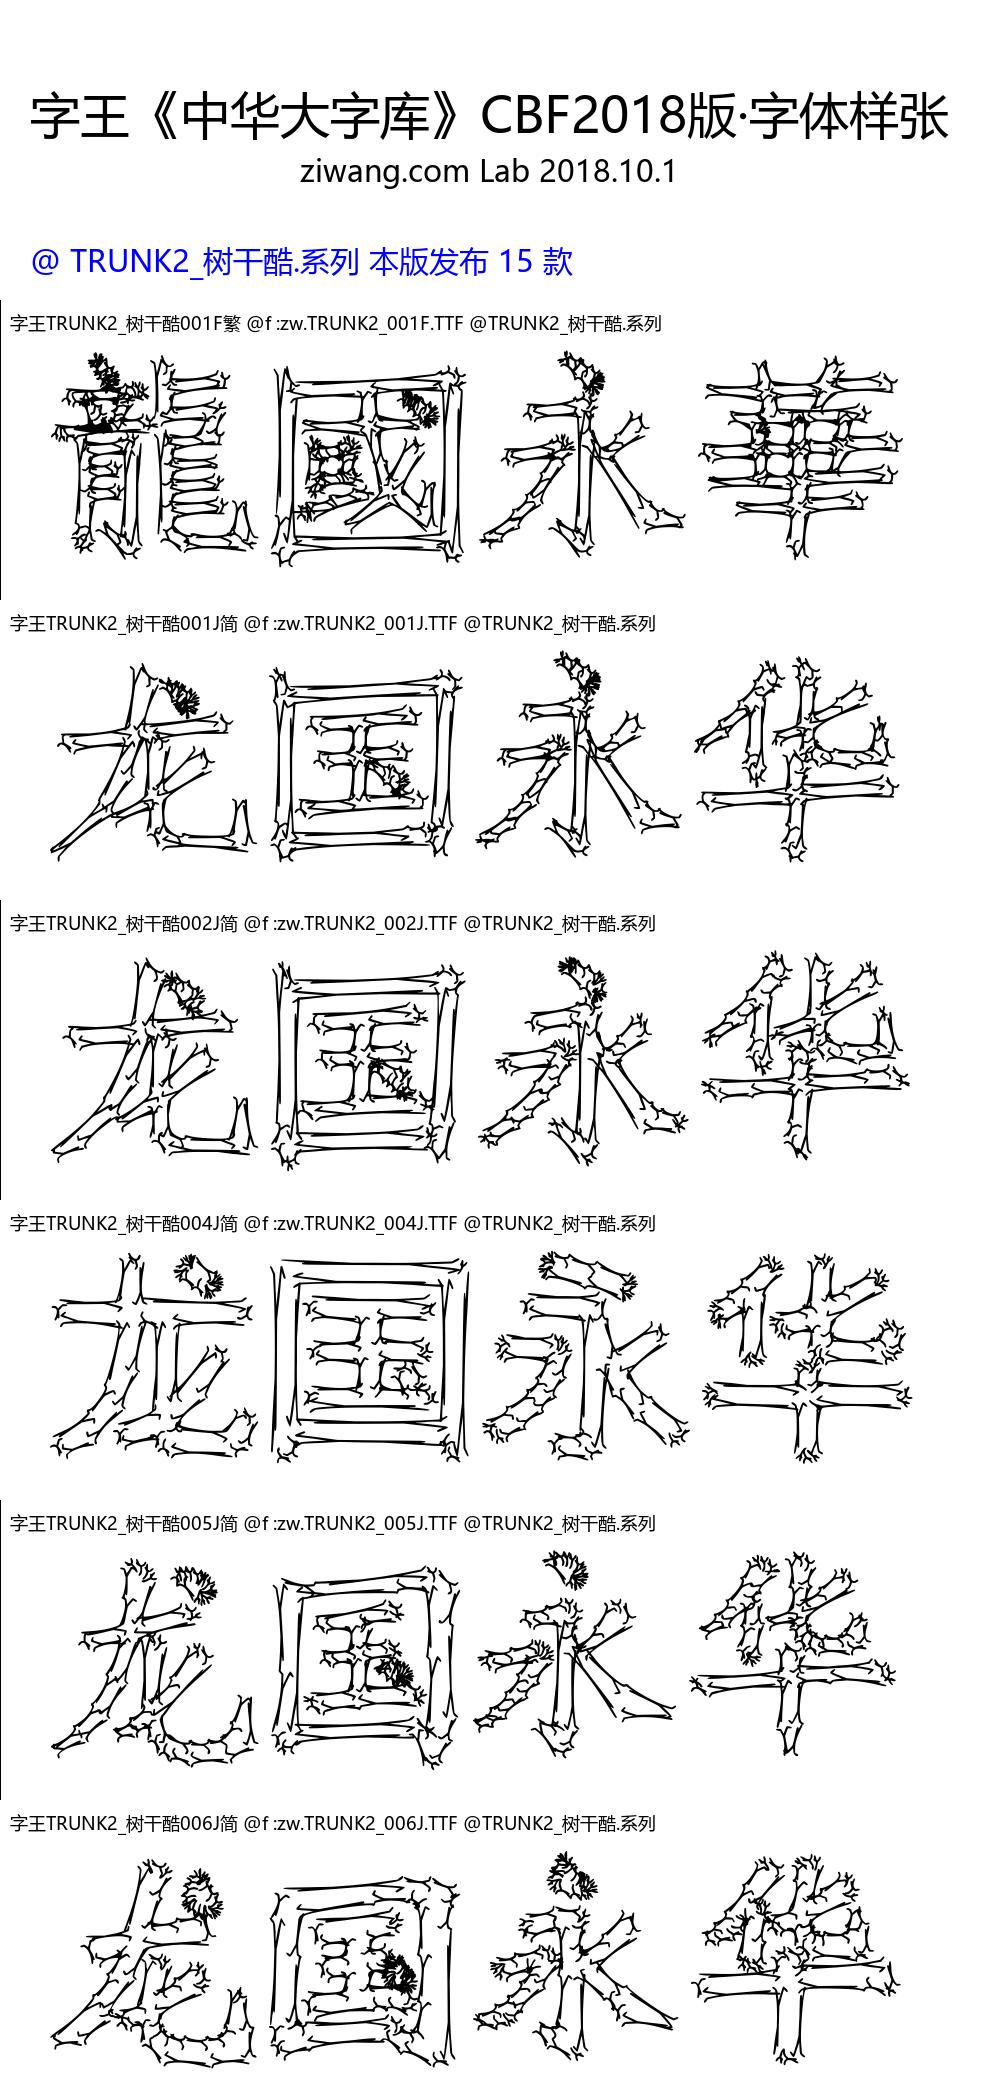 字王《中华大字库》CBF2018版·字体样张
ziwang.com Lab 2018.10.1
@ TRUNK2_树干酷.系列 本版发布 15 款
字王TRUNK2_树干酷001F繁 @f :zw.TRUNK2_001F.TTF @TRUNK2_树干酷.系列
龍國永華
字王TRUNK2_树干酷001J简 @f :zw.TRUNK2_001J.TTF @TRUNK2_树干酷.系列
龙国永华
字王TRUNK2_树干酷002J简 @f :zw.TRUNK2_002J.TTF @TRUNK2_树干酷.系列
龙国永华
字王TRUNK2_树干酷004J简 @f :zw.TRUNK2_004J.TTF @TRUNK2_树干酷.系列
龙国永华
字王TRUNK2_树干酷005J简 @f :zw.TRUNK2_005J.TTF @TRUNK2_树干酷.系列
龙国永华
字王TRUNK2_树干酷006J简 @f :zw.TRUNK2_006J.TTF @TRUNK2_树干酷.系列
龙国永华